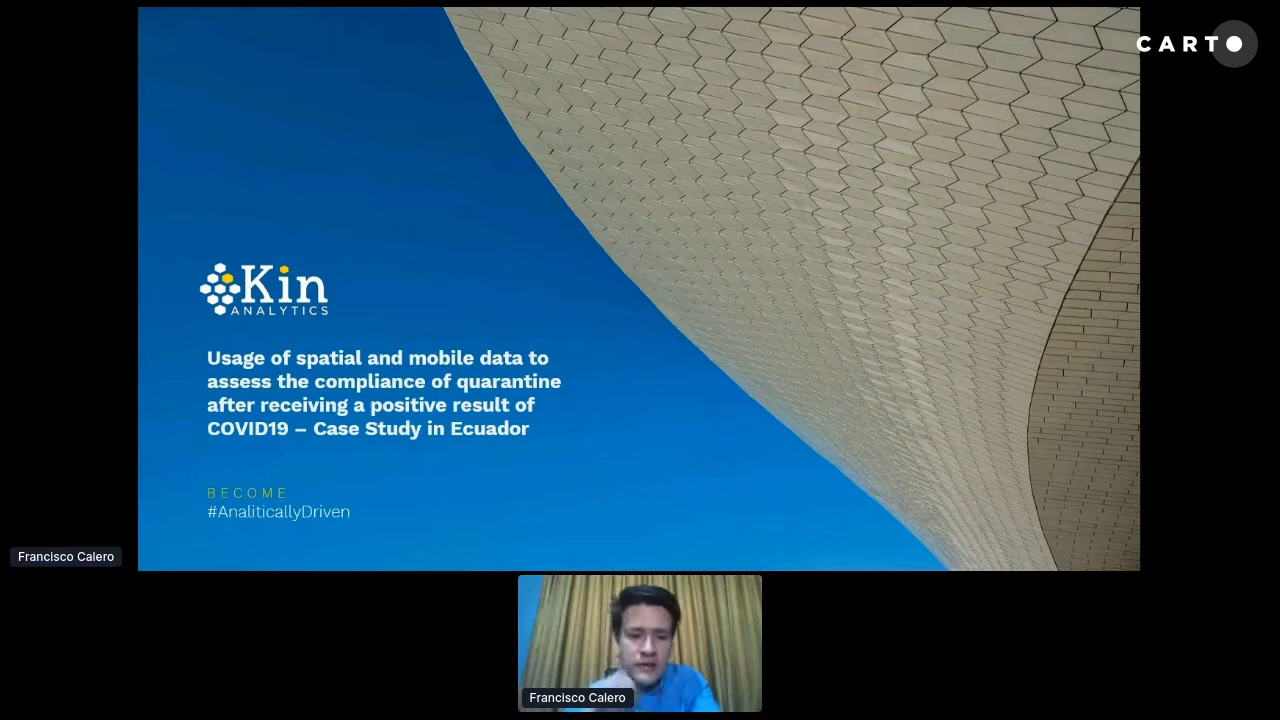 CARTO
Kin
ANALYTICS
Usage of spatial and mobile data to
assess the compliance of quarantine
after receiving a positive result of
COVID19 – Case Study in Ecuador
BECOME
#AnaliticallyDriven
Francisco Calero
Francisco Calero